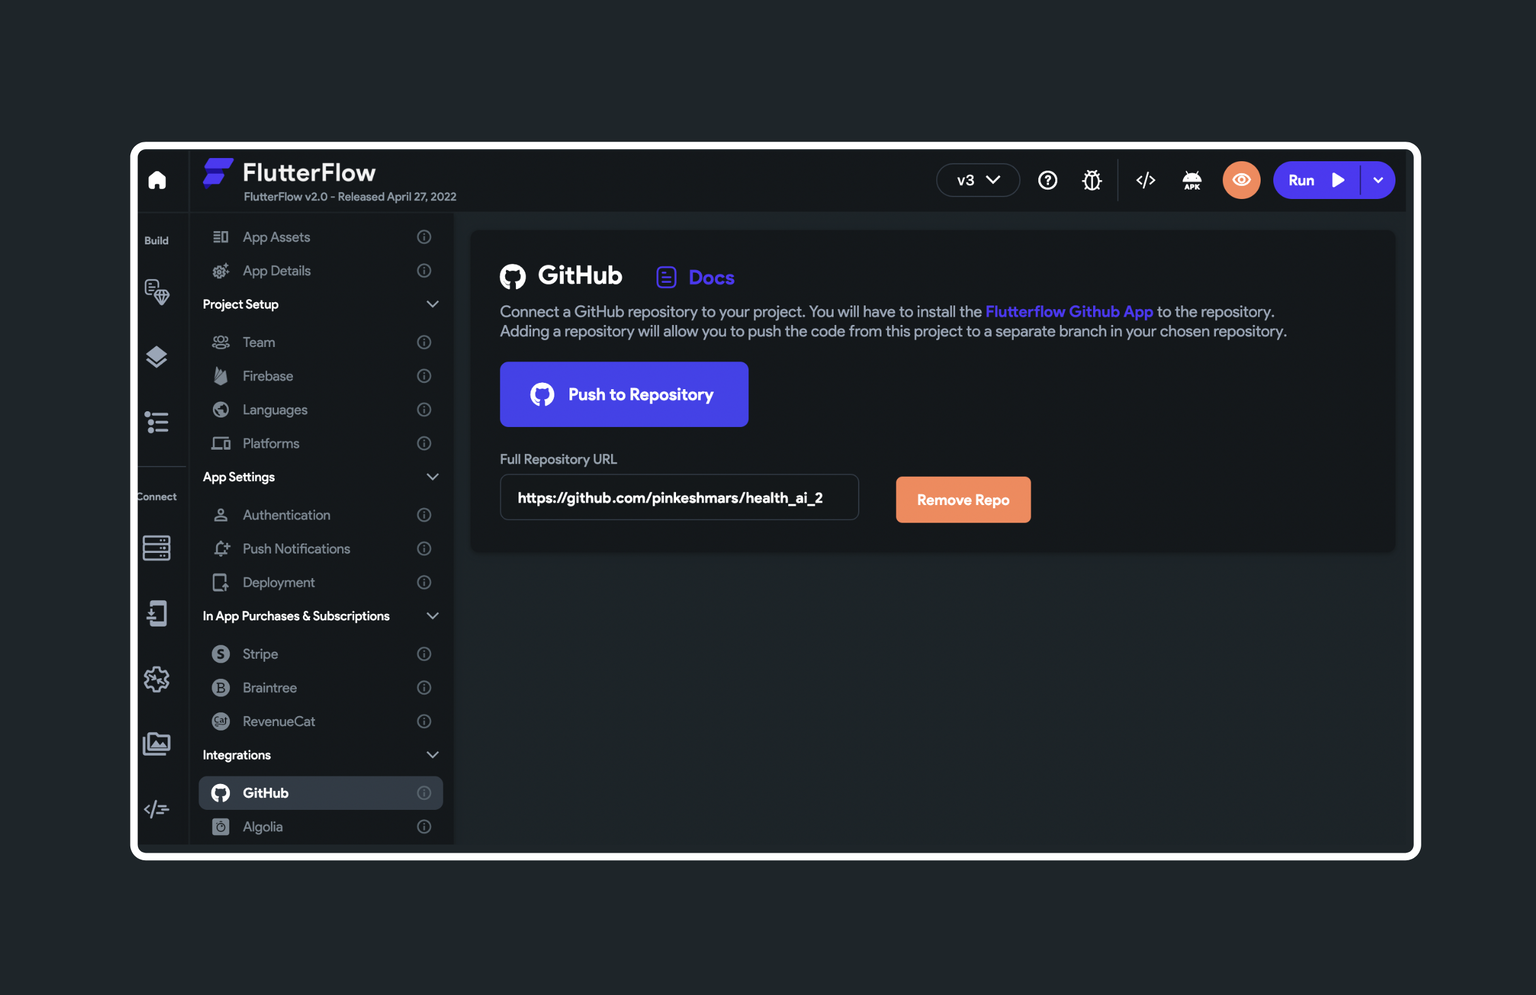 FlutterFlow
FlutterFlow v2.0 - Released April 27, 2022
v3
APK
Run
Build
Connect
App Assets
App Details
Project Setup
Team
Firebase
Languages
Platforms
App Settings
Authentication
Push Notifications
Deployment
In App Purchases & Subscriptions
Stripe
Braintree
RevenueCat
Integrations
GitHub
Algolia
GitHub
Docs
Connect a GitHub repository to your project. You will have to install the Flutterflow Github App to the repository.
Adding a repository will allow you to push the code from this project to a separate branch in your chosen repository.
Push to Repository
Full Repository URL
https://github.com/pinkeshmars/health_ai_2
Remove Repo